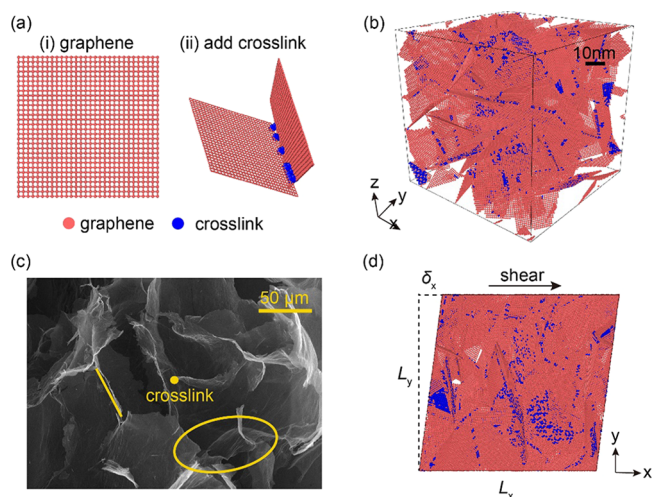 (a)
(i) graphene
(ii) add crosslink
graphene
crosslink
(b)
10nm
z
y
x
(c)
50 μm
crosslink
(d)
δx
shear
Ly
Lx
y
x